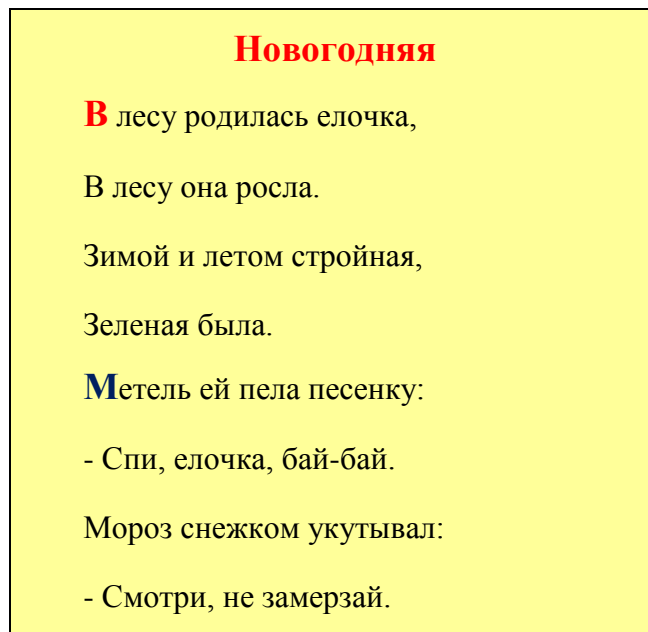 Новогодняя
В лесу родилась елочка,
В лесу она росла.
Зимой и летом стройная,
Зеленая была.
Метель ей пела песенку:
- Спи, елочка, бай-бай.
Мороз снежком укутывал:
- Смотри, не замерзай.